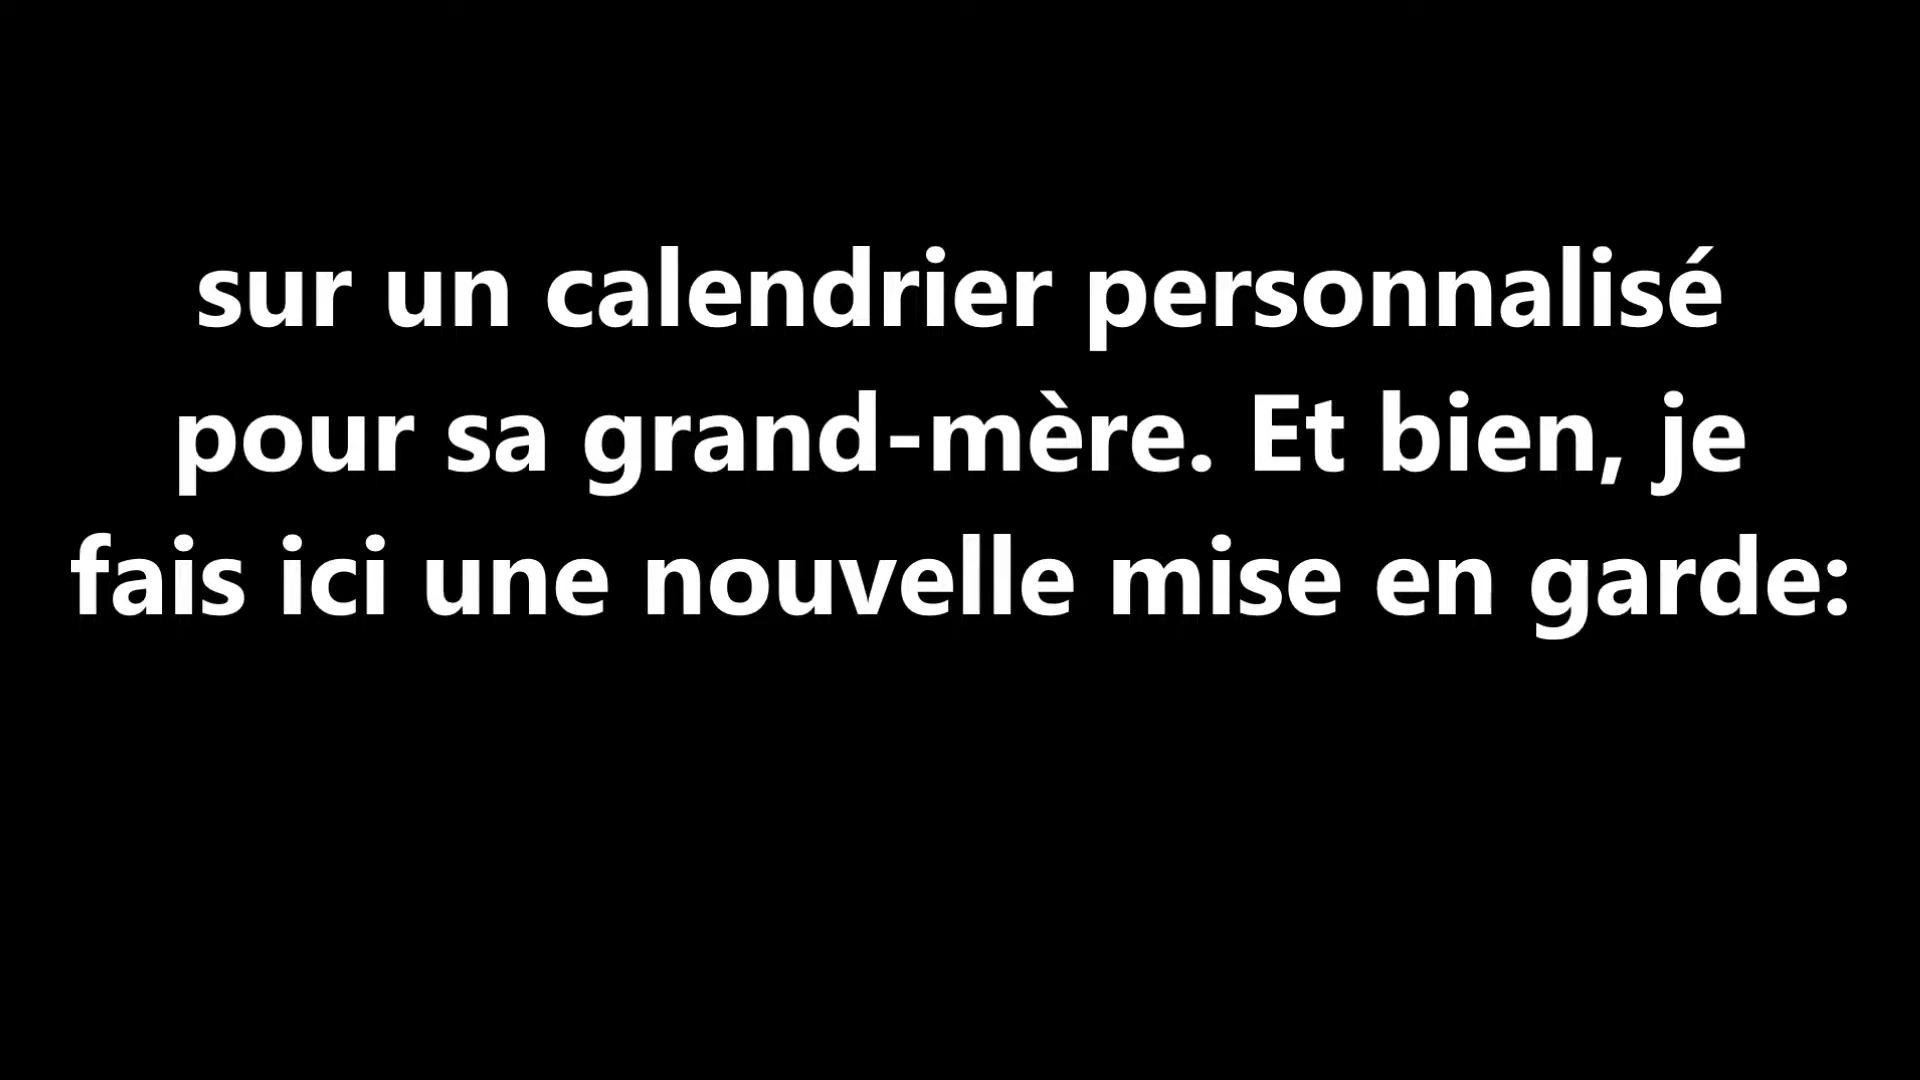 sur un calendrier personnalisé
pour sa grand-mère. Et bien, je
fais ici une nouvelle mise en garde: